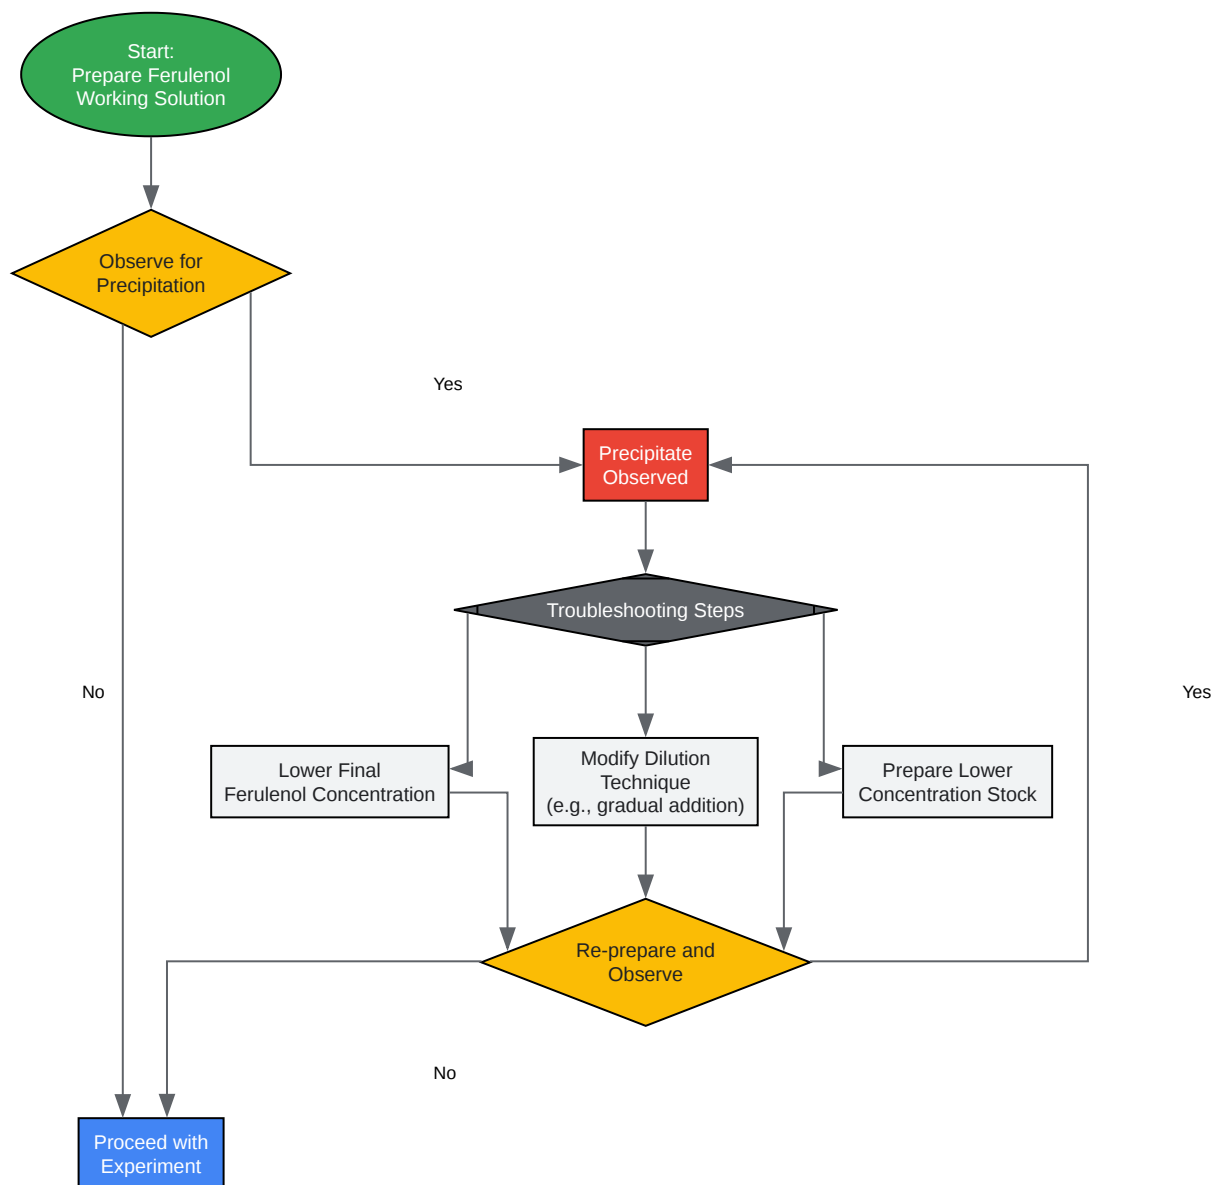 Start:
Prepare Ferulenol
Working Solution
Observe for
Precipitation
Yes
Precipitate
Observed
Troubleshooting Steps
No
Yes
Lower Final
Ferulenol Concentration
Modify Dilution
Technique
(e.g., gradual addition)
Prepare Lower
Concentration Stock
Re-prepare and
Observe
No
Proceed with
Experiment